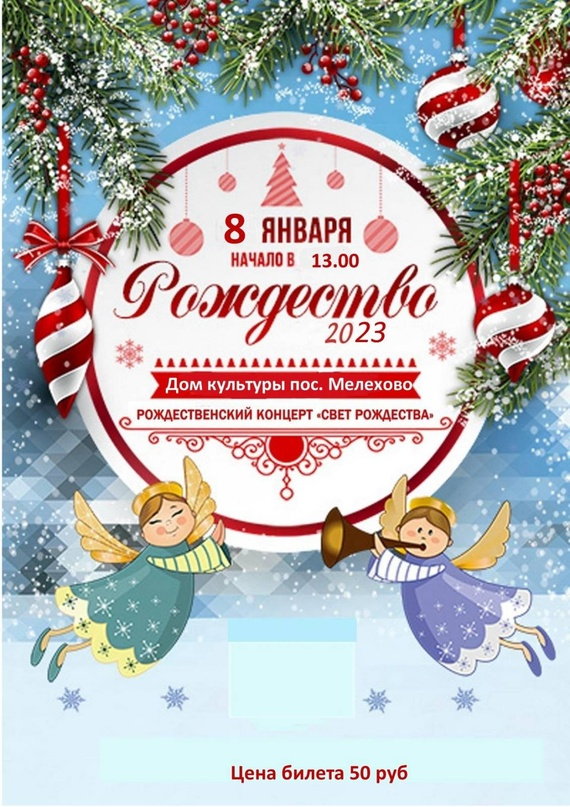 8 ЯНВАРЯ
НАЧАЛО В 13.00
Рождество
2023
Дом культуры пос. Мелехово
РОЖДЕСТВЕНСКИЙ КОНЦЕРТ «СВЕТ РОЖДЕСТВА»
Цена билета 50 руб